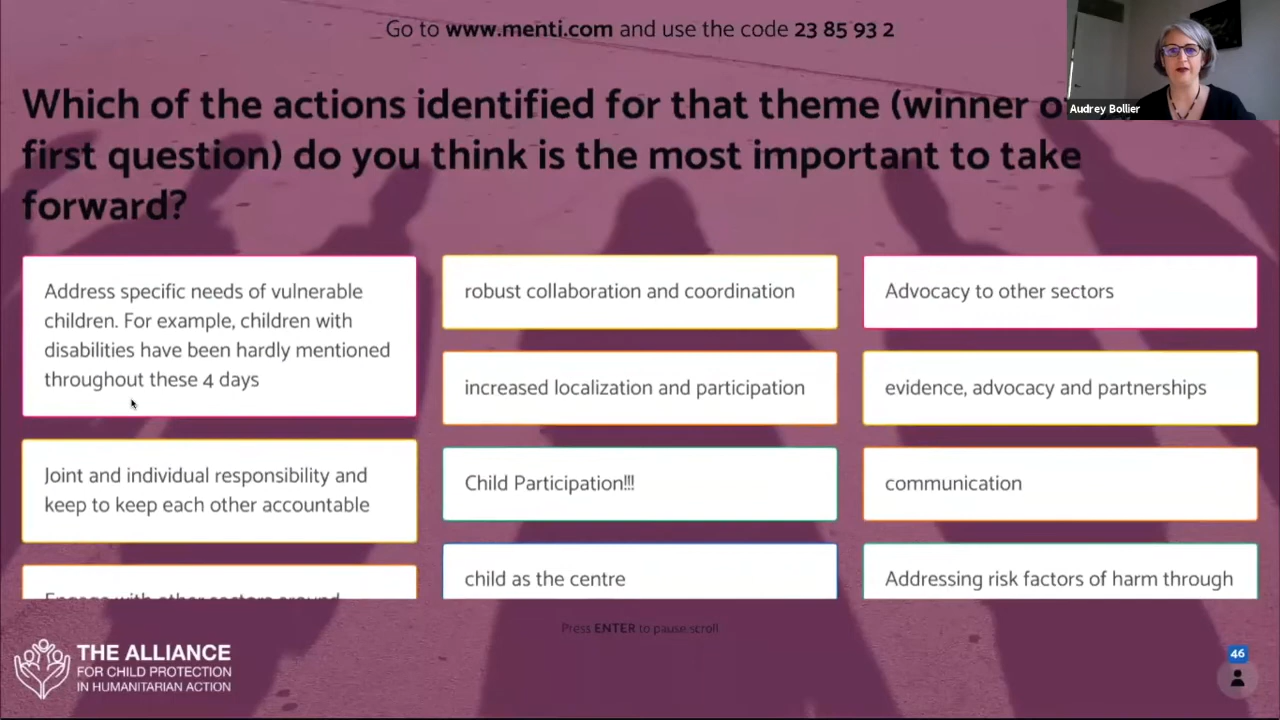 Go to www.menti.com and use the code 23 85 93 2
Audrey Bollier
Which of the actions identified for that theme (winner
first question) do you think is the most important to take
forward?
Address specific needs of vulnerable
children. For example, children with
disabilities have been hardly mentioned
throughout these 4 days
Joint and individual responsibility and
keep to keep each other accountable
Engage with other sectors around
robust collaboration and coordination
increased localization and participation
Child Participation!!!
child as the centre
Advocacy to other sectors
evidence, advocacy and partnerships
communication
Addressing risk factors of harm through
Press ENTER to pause scroll
THE ALLIANCE
FOR CHILD PROTECTION
IN HUMANITARIAN ACTION
46